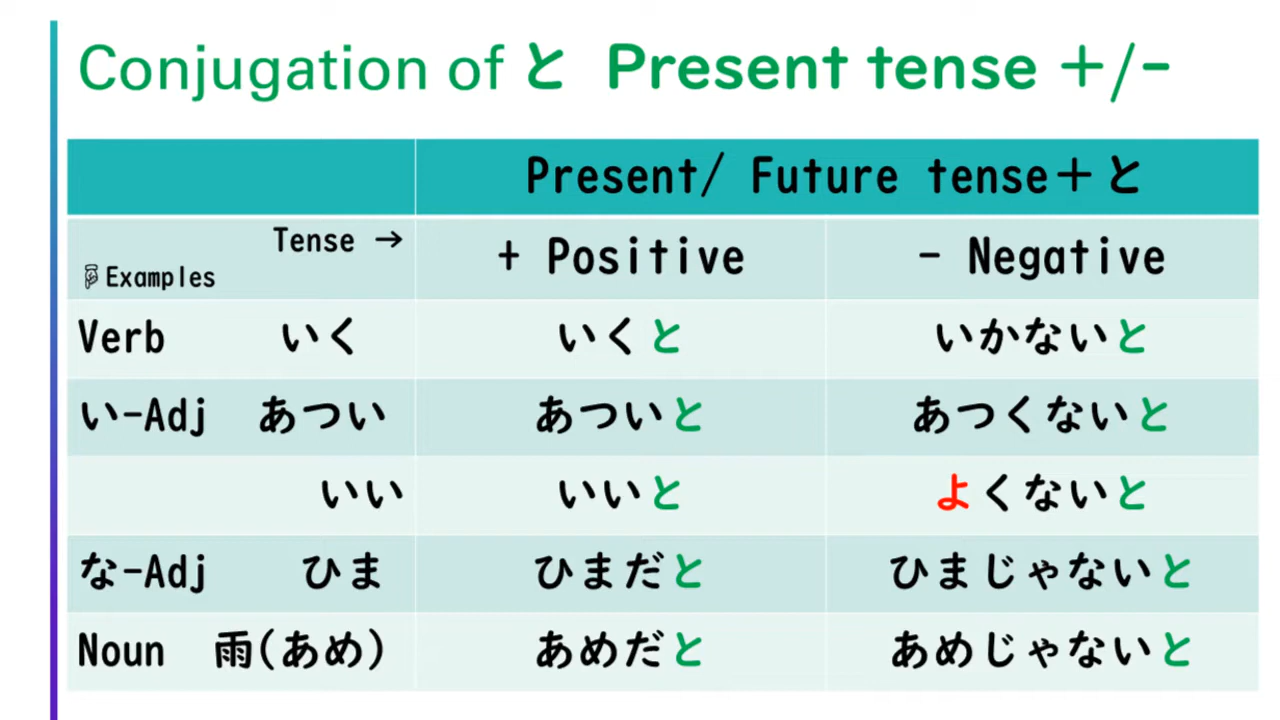 Conjugation of と Present tense +/-
Present/ Future tense＋と
Tense →
☟Examples
+ Positive
- Negative
Verb いく いくと いかないと
い-Adj あつい あついと あつくないと
いい いいと よくないと
な-Adj ひま ひまだと ひまじゃないと
Noun 雨(あめ) あめだと あめじゃないと